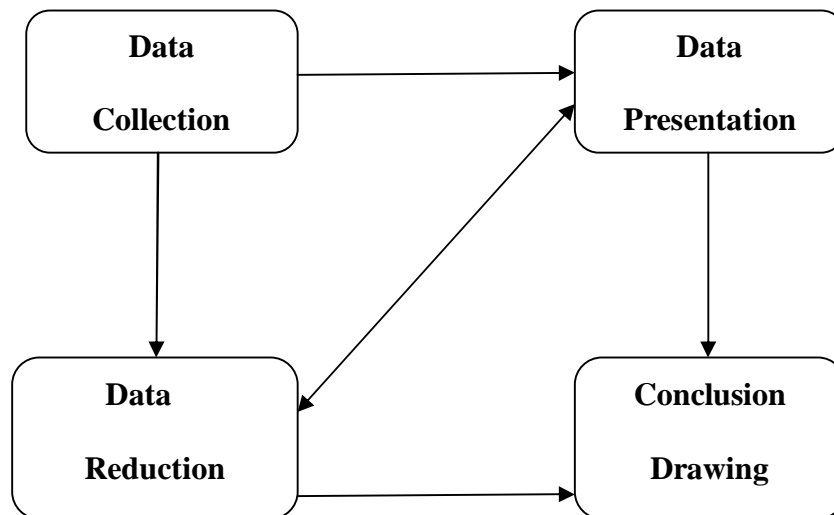 Data
Collection
Data
Presentation
Data
Reduction
Conclusion
Drawing